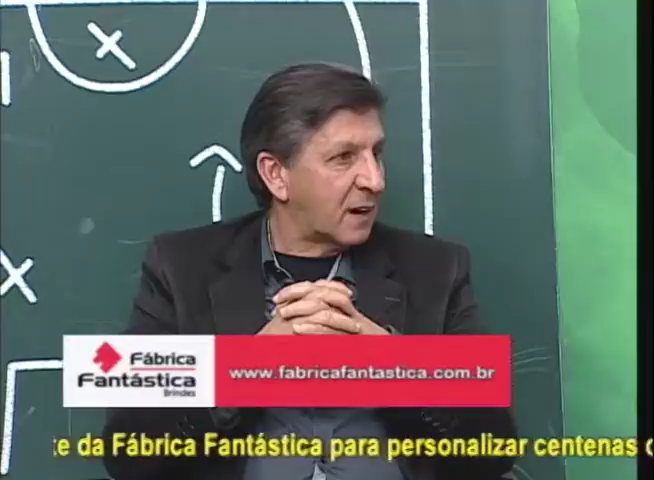 Fábrica
Fantástica
Brindes
www.fabricafantastica.com.br
da Fábrica Fantástica para personalizar centenas